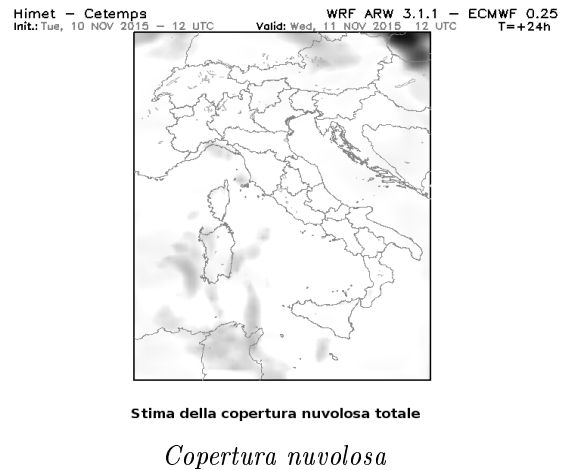 Himet – Cetemps WRF ARW 3.1.1 – ECMWF 0.25
Init.: Tue, 10 NOV 2015 – 12 UTC Valid: Wed, 11 NOV 2015 12 UTC T=+24h
Stima della copertura nuvolosa totale
Copertura nuvolosa